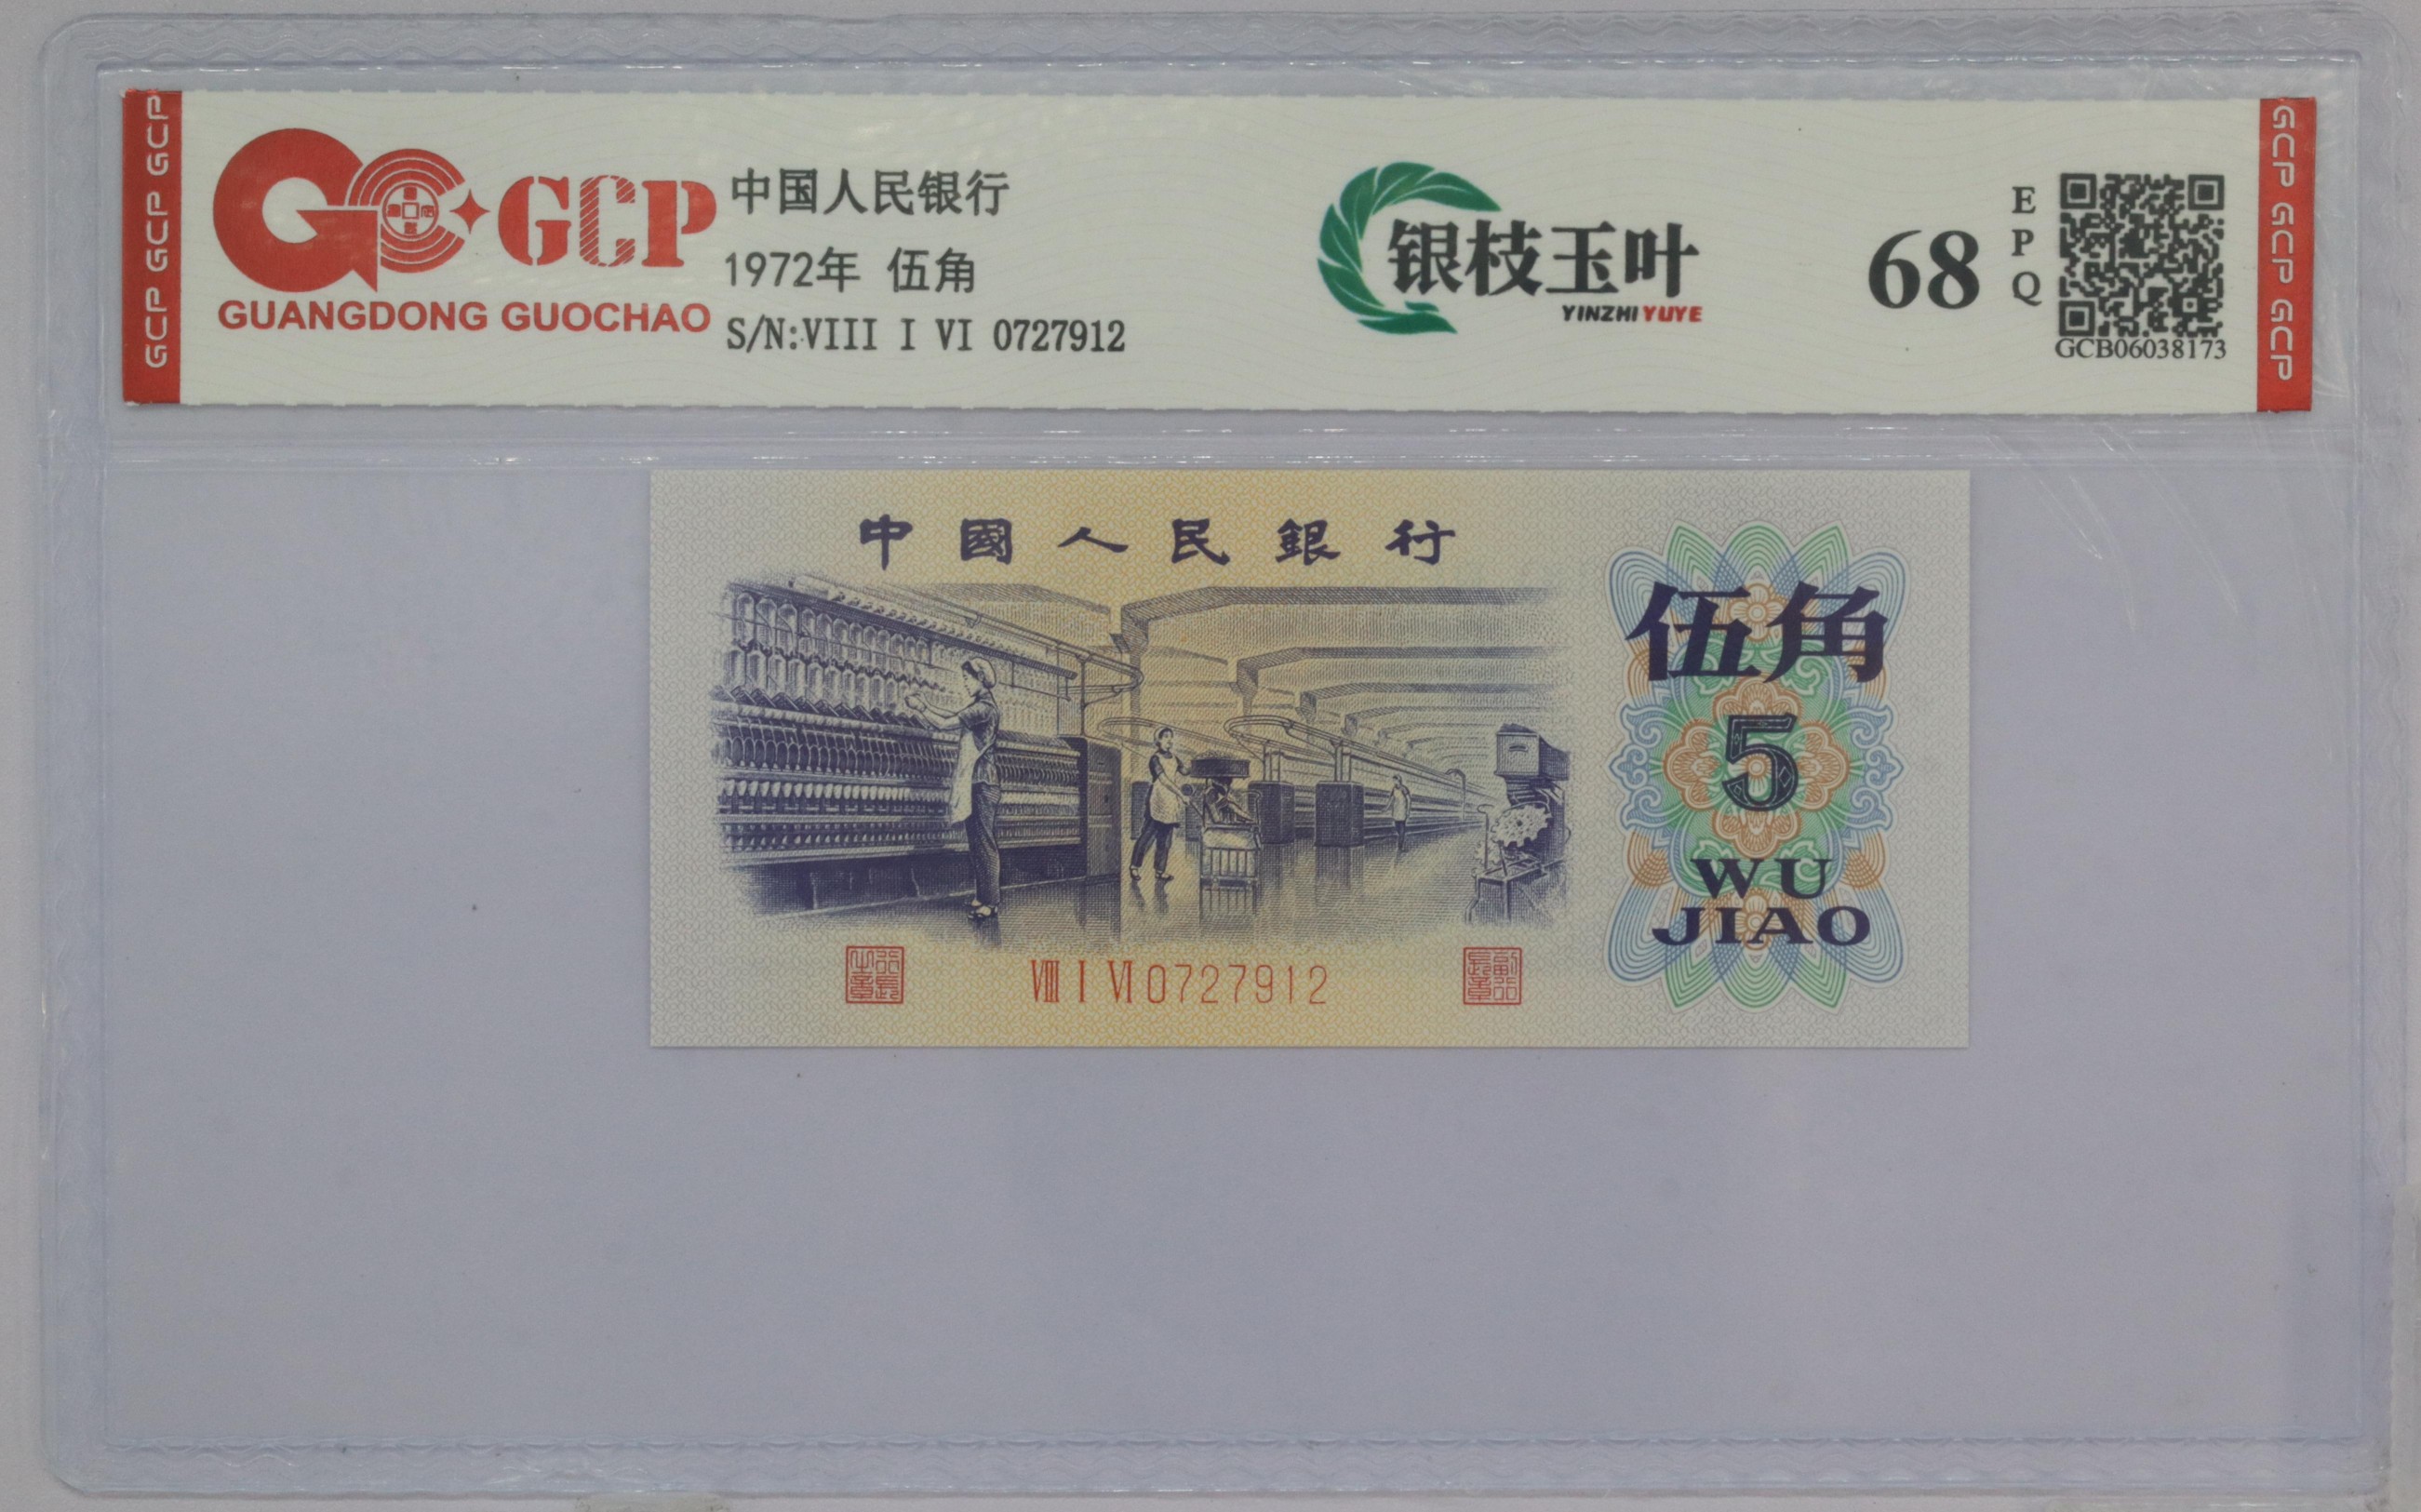 GCP GCP GCP
GCP
GUANGDONG GUOCHAO
中国人民银行
1972年 伍角
S/N:VIII I VI 0727912
银枝玉叶
YINZHI YUYE
68
EPQ
GCB06038173
GCP GCP GCP
中國人民銀行
伍角
5
WU
JIAO
VIII I VI 0727912